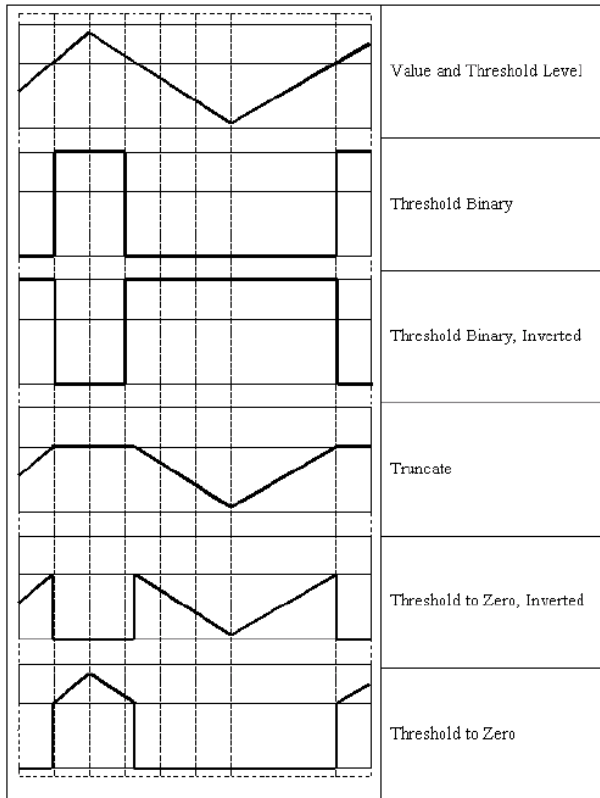 Value and Threshold Level
Threshold Binary
Threshold Binary, Inverted
Truncate
Threshold to Zero, Inverted
Threshold to Zero